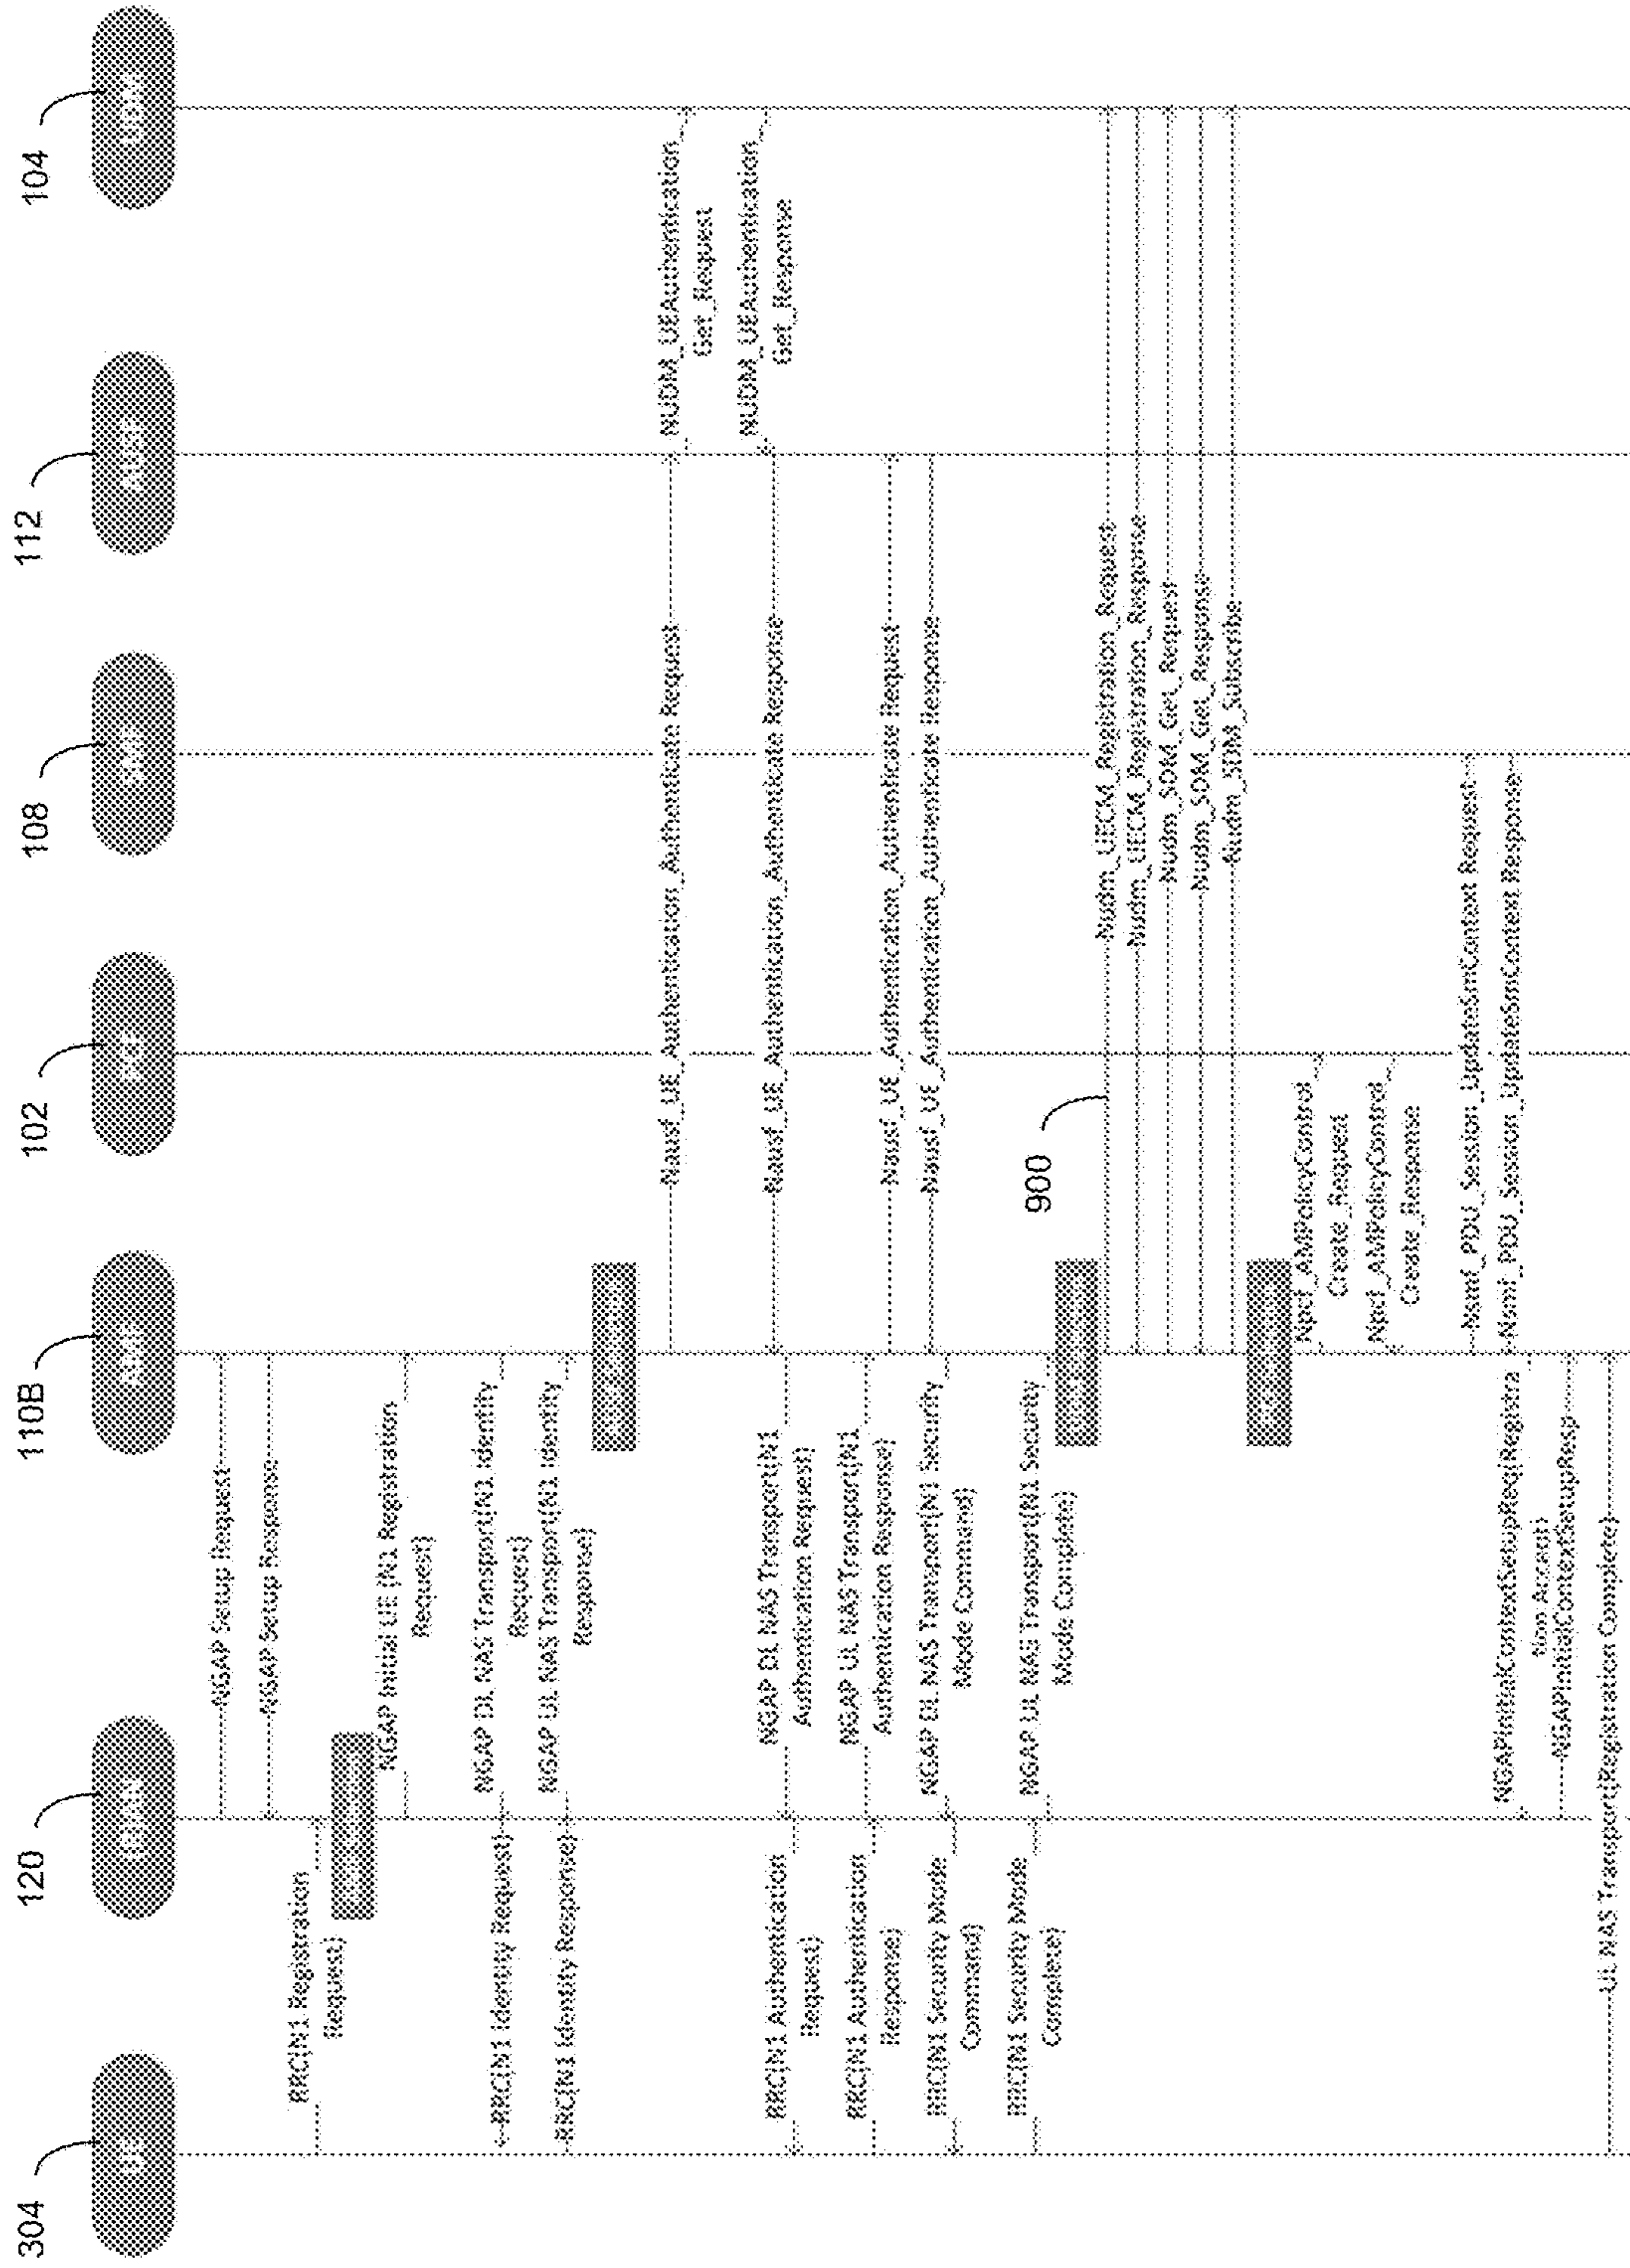 304
120
110B
102
108
112
104
NGAP Setup Request
NGAP Setup Response
RRC(N1 Registration
Request)
NGAP Initial UE (N1 Registration
Request)
RRC(N1 Identity Request)
NGAP DL NAS Transport(N1 Identity
Request)
RRC(N1 Identity Response)
NGAP UL NAS Transport(N1 Identity
Response)
Nausf_UE_Authentication_Authenticate Request
NUDM_UEAuthentication_
Get_Request
NUDM_UEAuthentication_
Get_Response
Nausf_UE_Authentication_Authenticate Response
NGAP DL NAS Transport(N1
Authentication Request)
RRC(N1 Authentication
Request)
RRC(N1 Authentication
Response)
NGAP UL NAS Transport(N1
Authentication Response)
Nausf_UE_Authentication_Authenticate Request
Nausf_UE_Authentication_Authenticate Response
NGAP DL NAS Transport(N1 Security
Mode Command)
RRC(N1 Security Mode
Command)
RRC(N1 Security Mode
Complete)
NGAP UL NAS Transport(N1 Security
Mode Complete)
900
Nudm_UECM_Registration_Request
Nudm_UECM_Registration_Response
Nudm_SDM_Get_Request
Nudm_SDM_Get_Response
Nudm_SDM_Subscribe
Npcf_AMPolicyControl_
Create_Request
Npcf_AMPolicyControl_
Create_Response
Nsmf_PDU_Session_UpdateSmContext Request
Nsmf_PDU_Session_UpdateSmContext Response
NGAPInitialContextSetupReq(Registra
tion Accept)
NGAPInitialContextSetupResp
UL NAS Transport(Registration Complete)